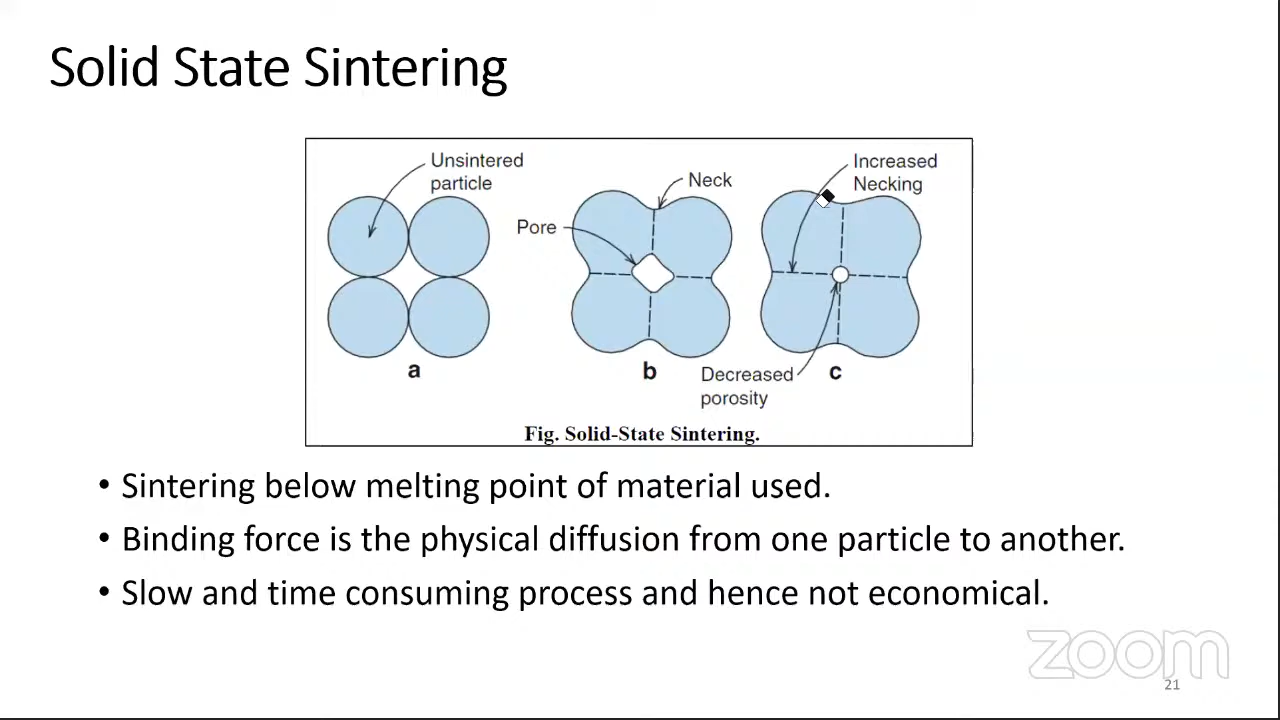 Solid State Sintering
Unsintered
particle
Pore
Neck
Increased
Necking
a
b
Decreased
porosity
c
Fig. Solid-State Sintering.
• Sintering below melting point of material used.
• Binding force is the physical diffusion from one particle to another.
• Slow and time consuming process and hence not economical.
zoom
21